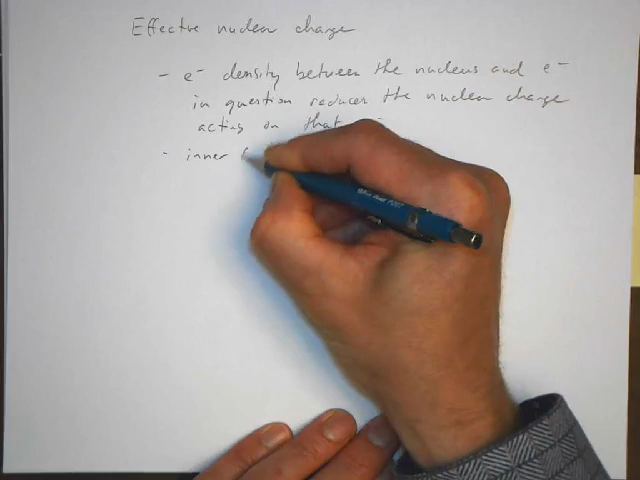 Effective nuclear charge
- e⁻ density between the nucleus and e⁻
in question reduces the nuclear charge
acting on that
- inner